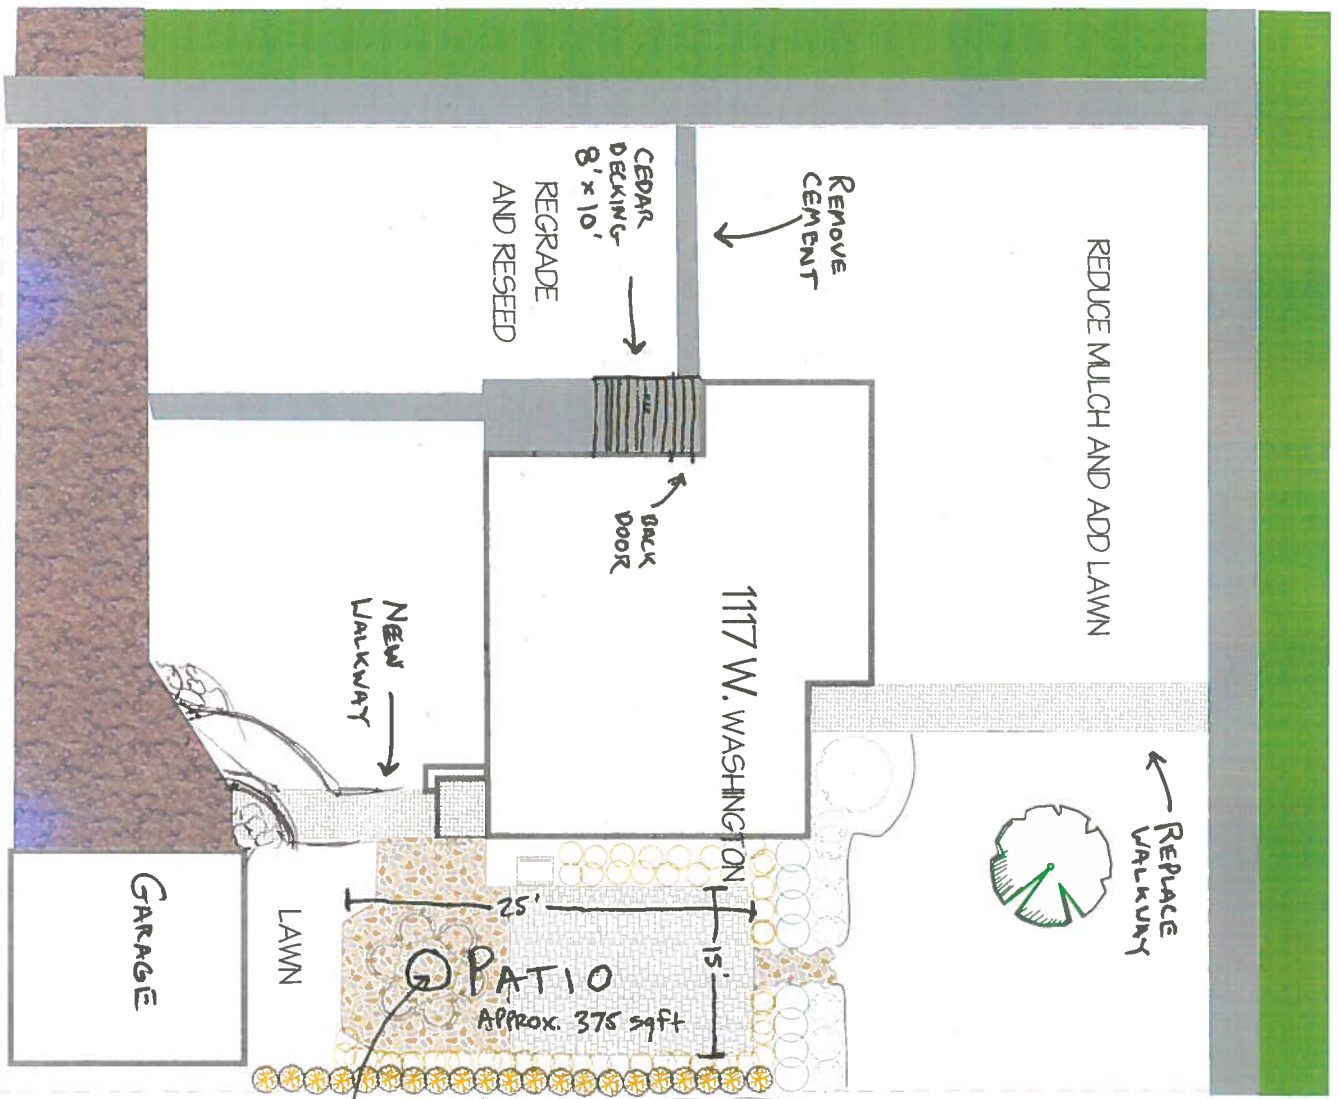 CEDAR
DECKING
8' x 10'
REGRADE
AND RESEED
REMOVE
CEMENT
REDUCE MULCH AND ADD LAWN
BACK
DOOR
1117 W. WASHINGTON
NEW
WALKWAY
REPLACE
WALKWAY
GARAGE
LAWN
25'
15'
PATIO
APPROX. 375 sqft